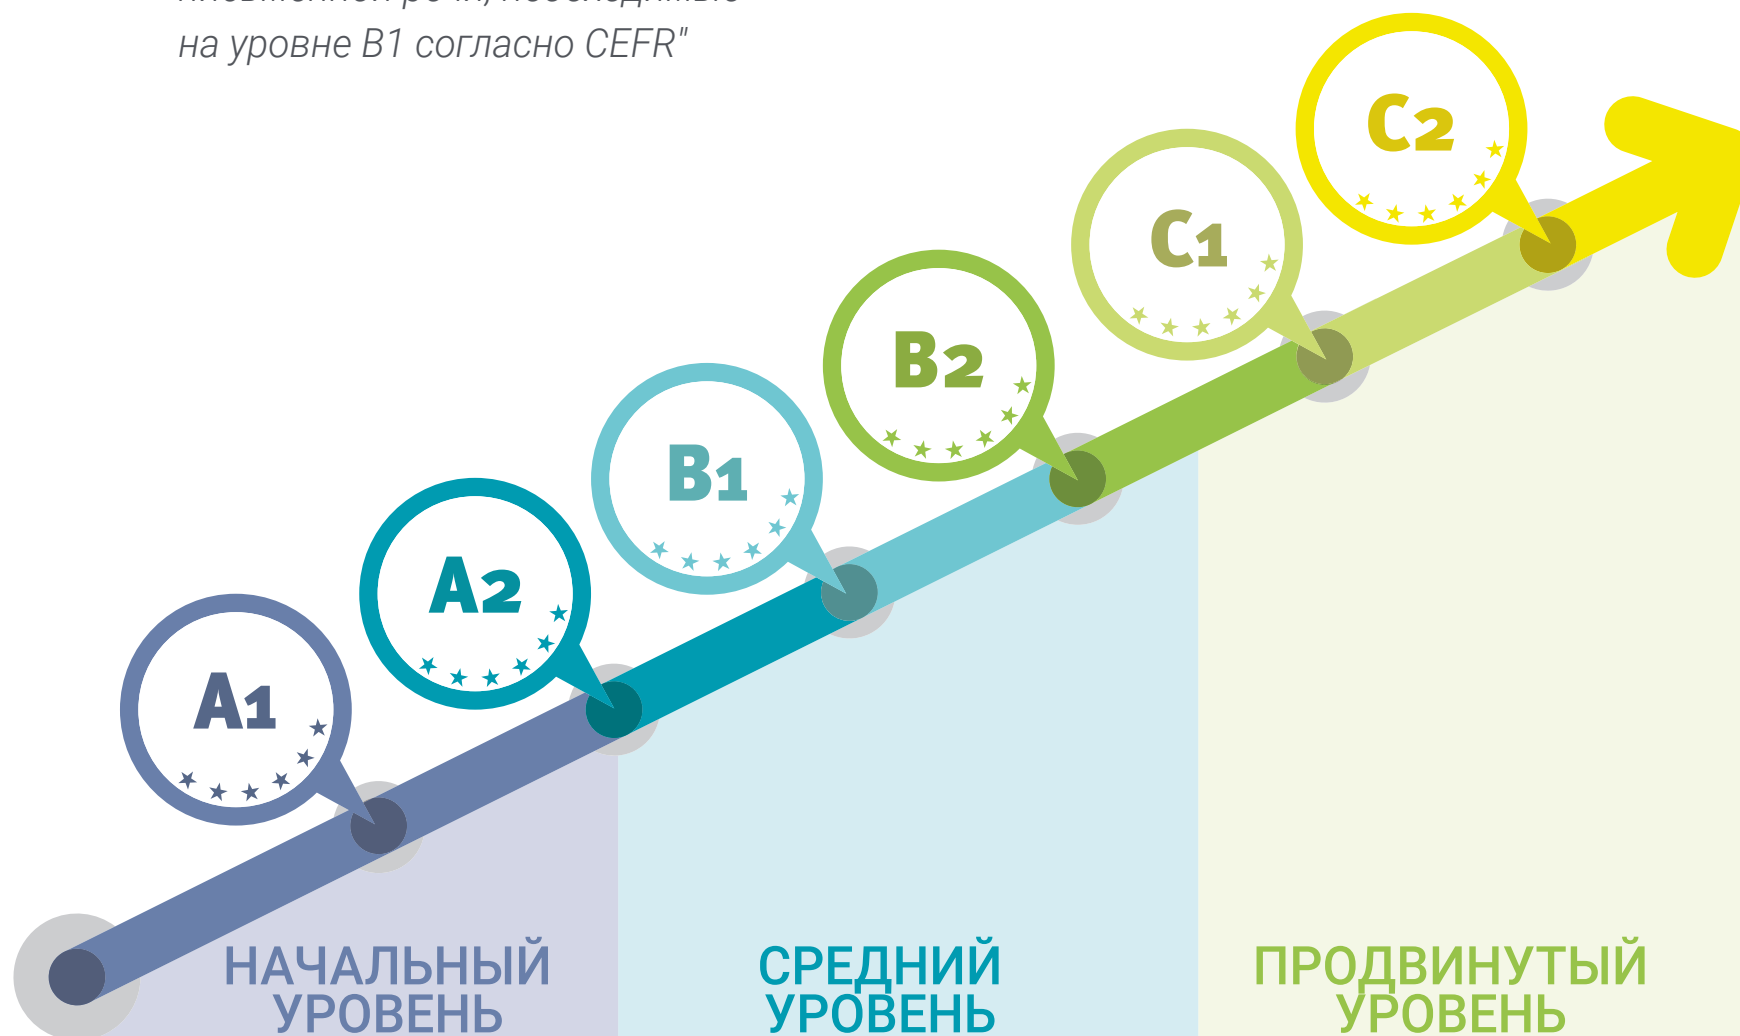 на уровне B1 согласно CEFR"
C2
C1
B2
B1
A2
A1
НАЧАЛЬНЫЙ
УРОВЕНЬ
СРЕДНИЙ
УРОВЕНЬ
ПРОДВИНУТЫЙ
УРОВЕНЬ